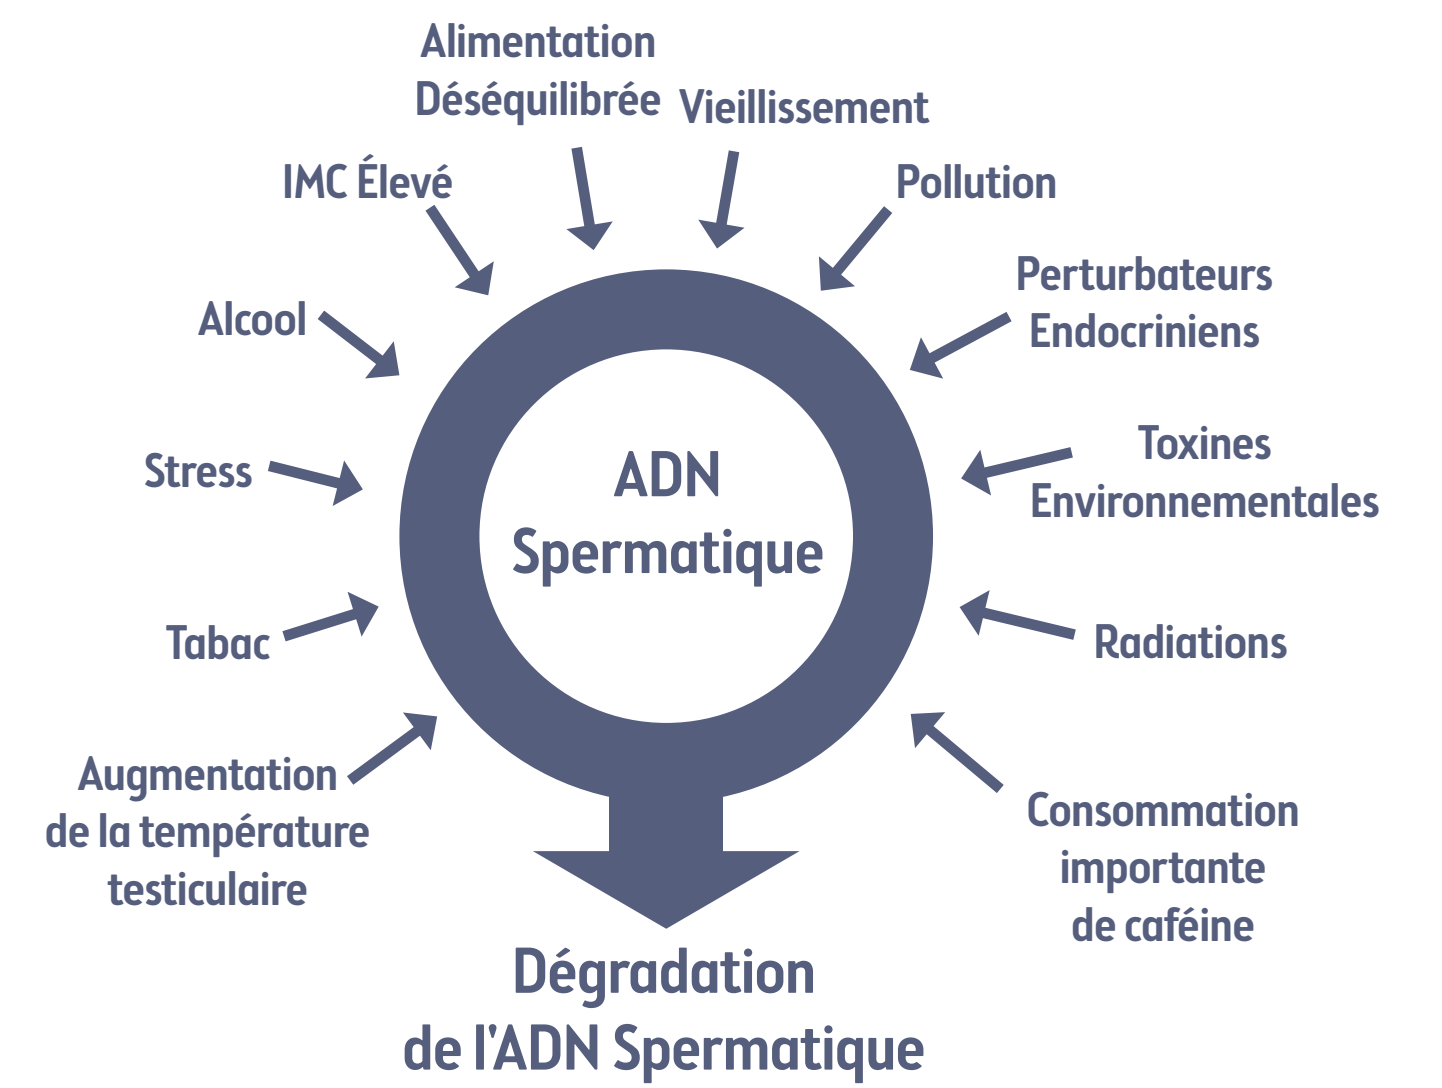 Alimentation
Déséquilibrée
Vieillissement
IMC Élevé
Pollution
Perturbateurs
Endocriniens
Alcool
Toxines
Environnementales
Stress
ADN
Spermatique
Tabac
Radiations
Augmentation
de la température
testiculaire
Consommation
importante
de caféine
Dégradation
de l'ADN Spermatique